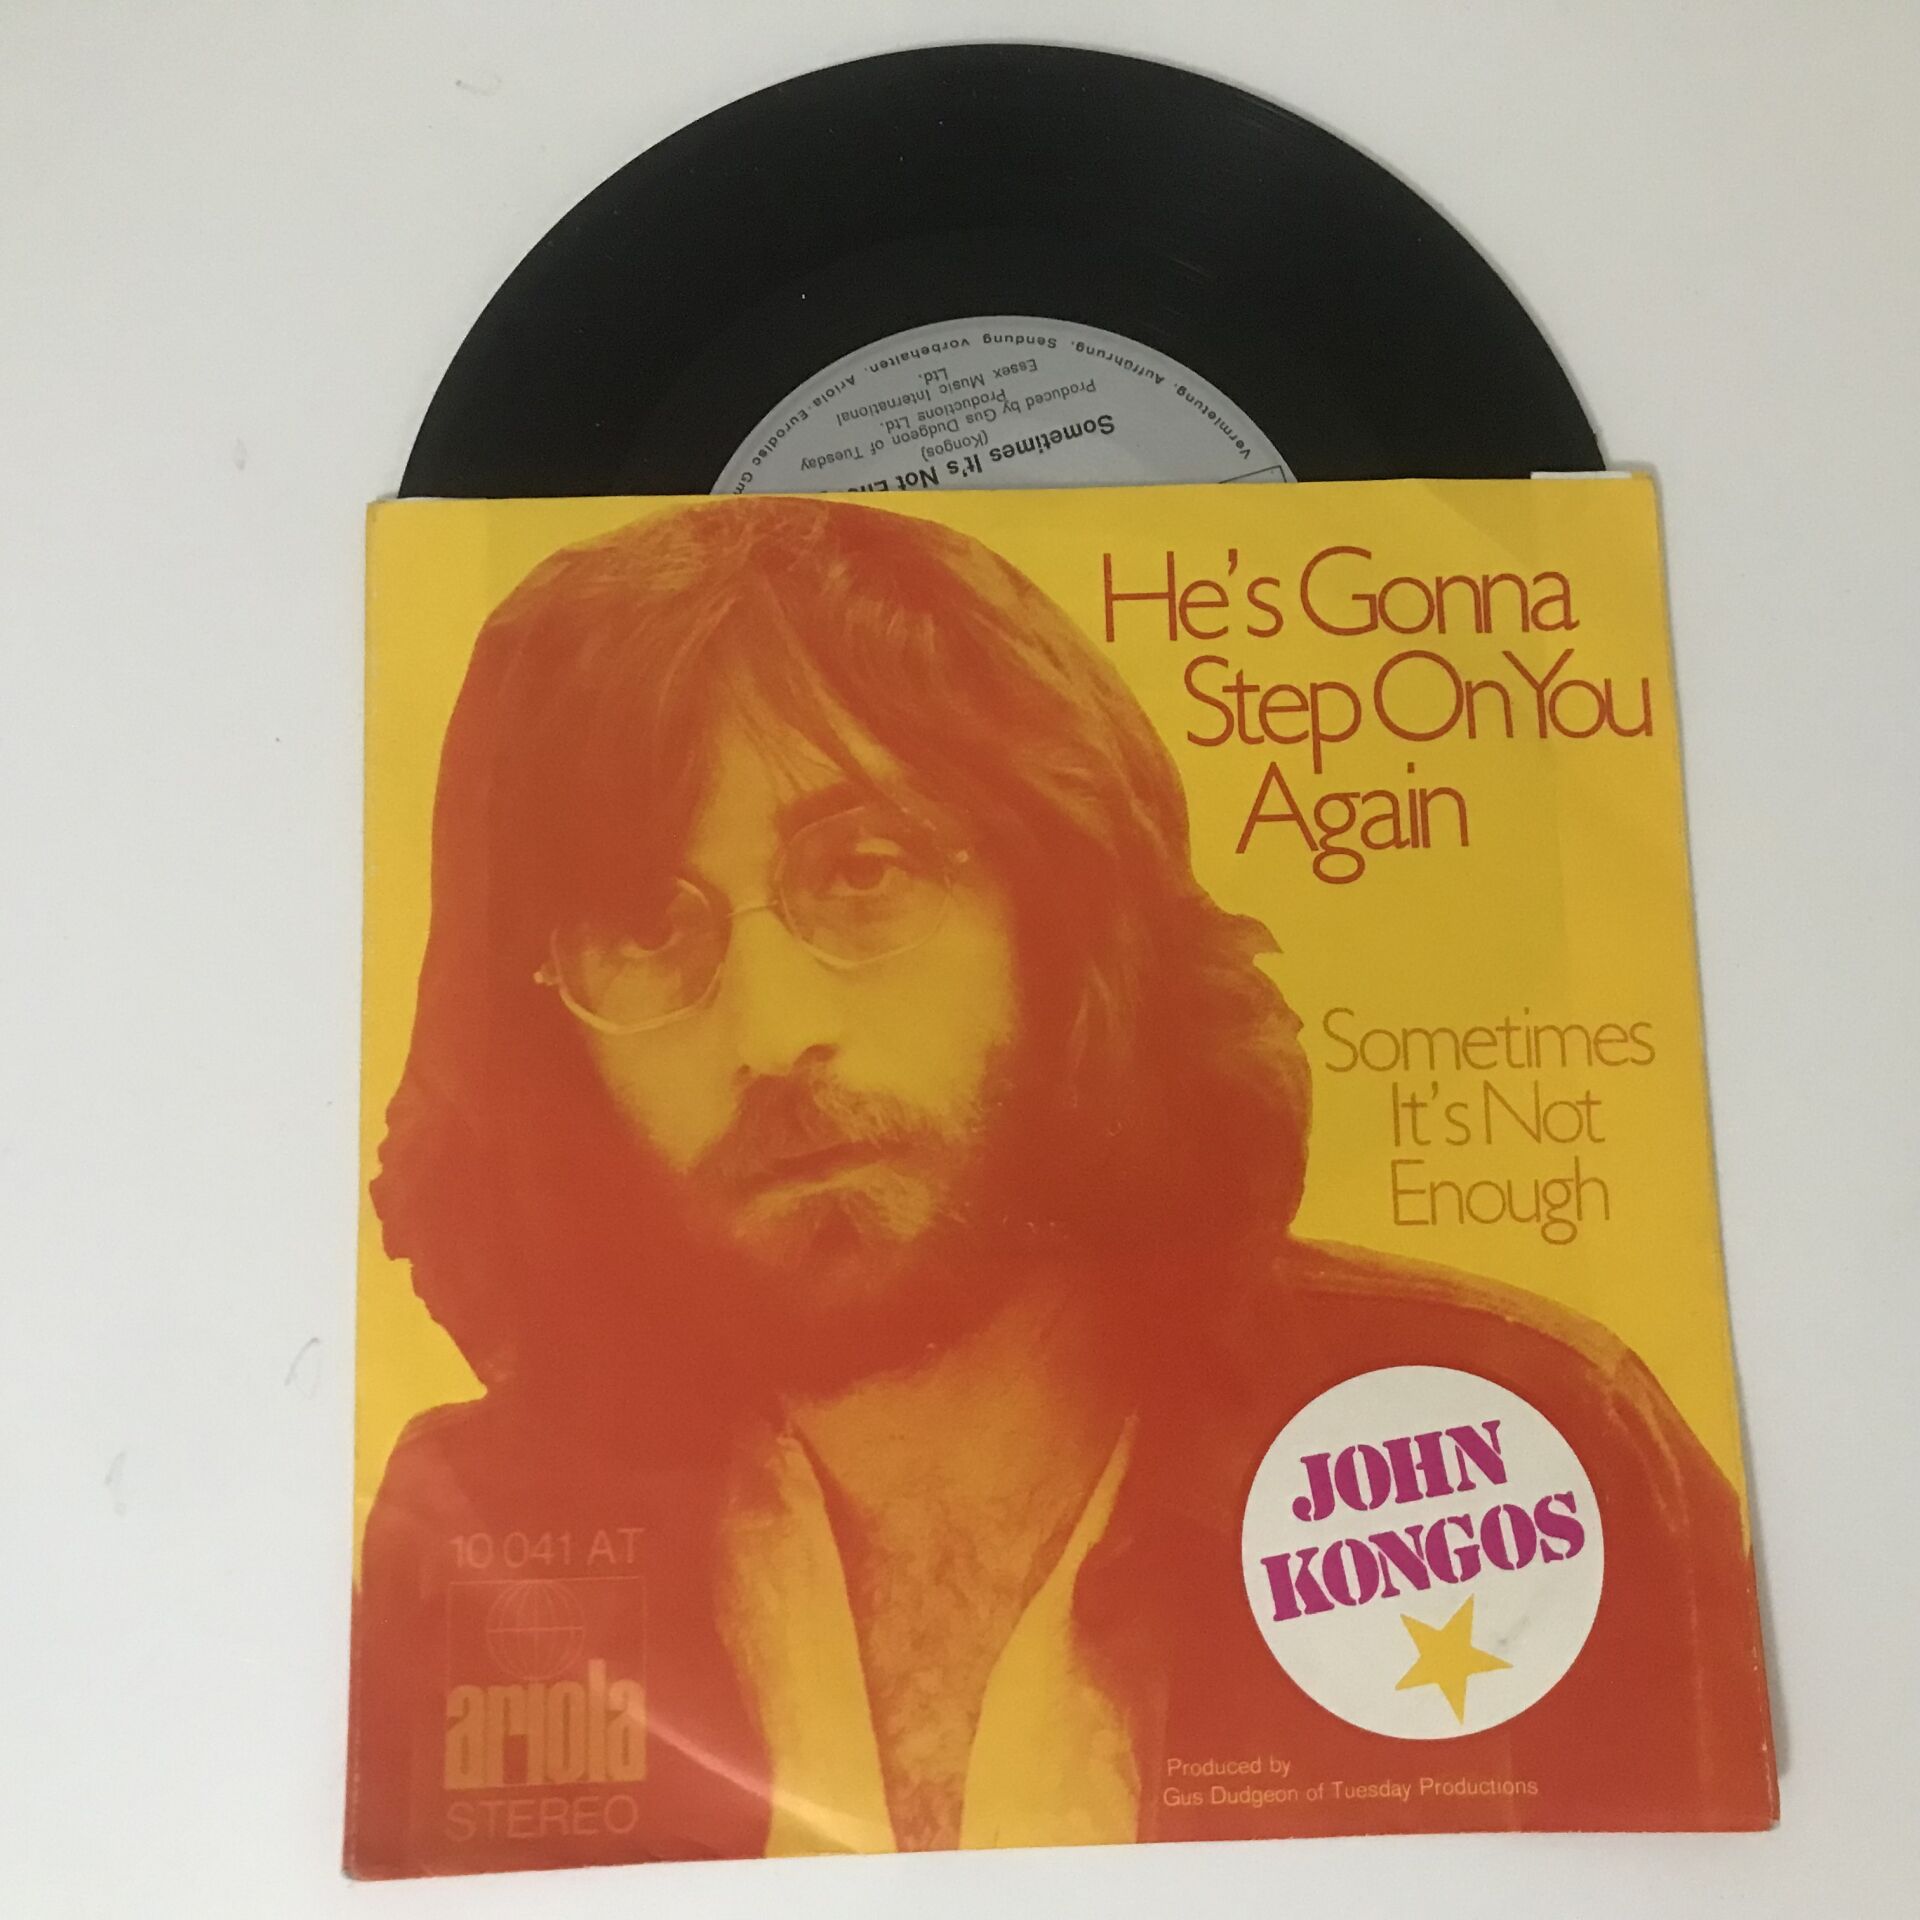 Vermietung. Aufführung. Sendung vorbehalten. Ariola-Eurodisc
Essex Music International
Ltd.
Produced by Gus Dudgeon of Tuesday
Productions Ltd.
(Kongos)
Sometimes It's Not
He's Gonna
Step On You
Again
Sometimes
It's Not
Enough
JOHN
KONGOS
10 041 AT
ariola
STEREO
Produced by
Gus Dudgeon of Tuesday Productions